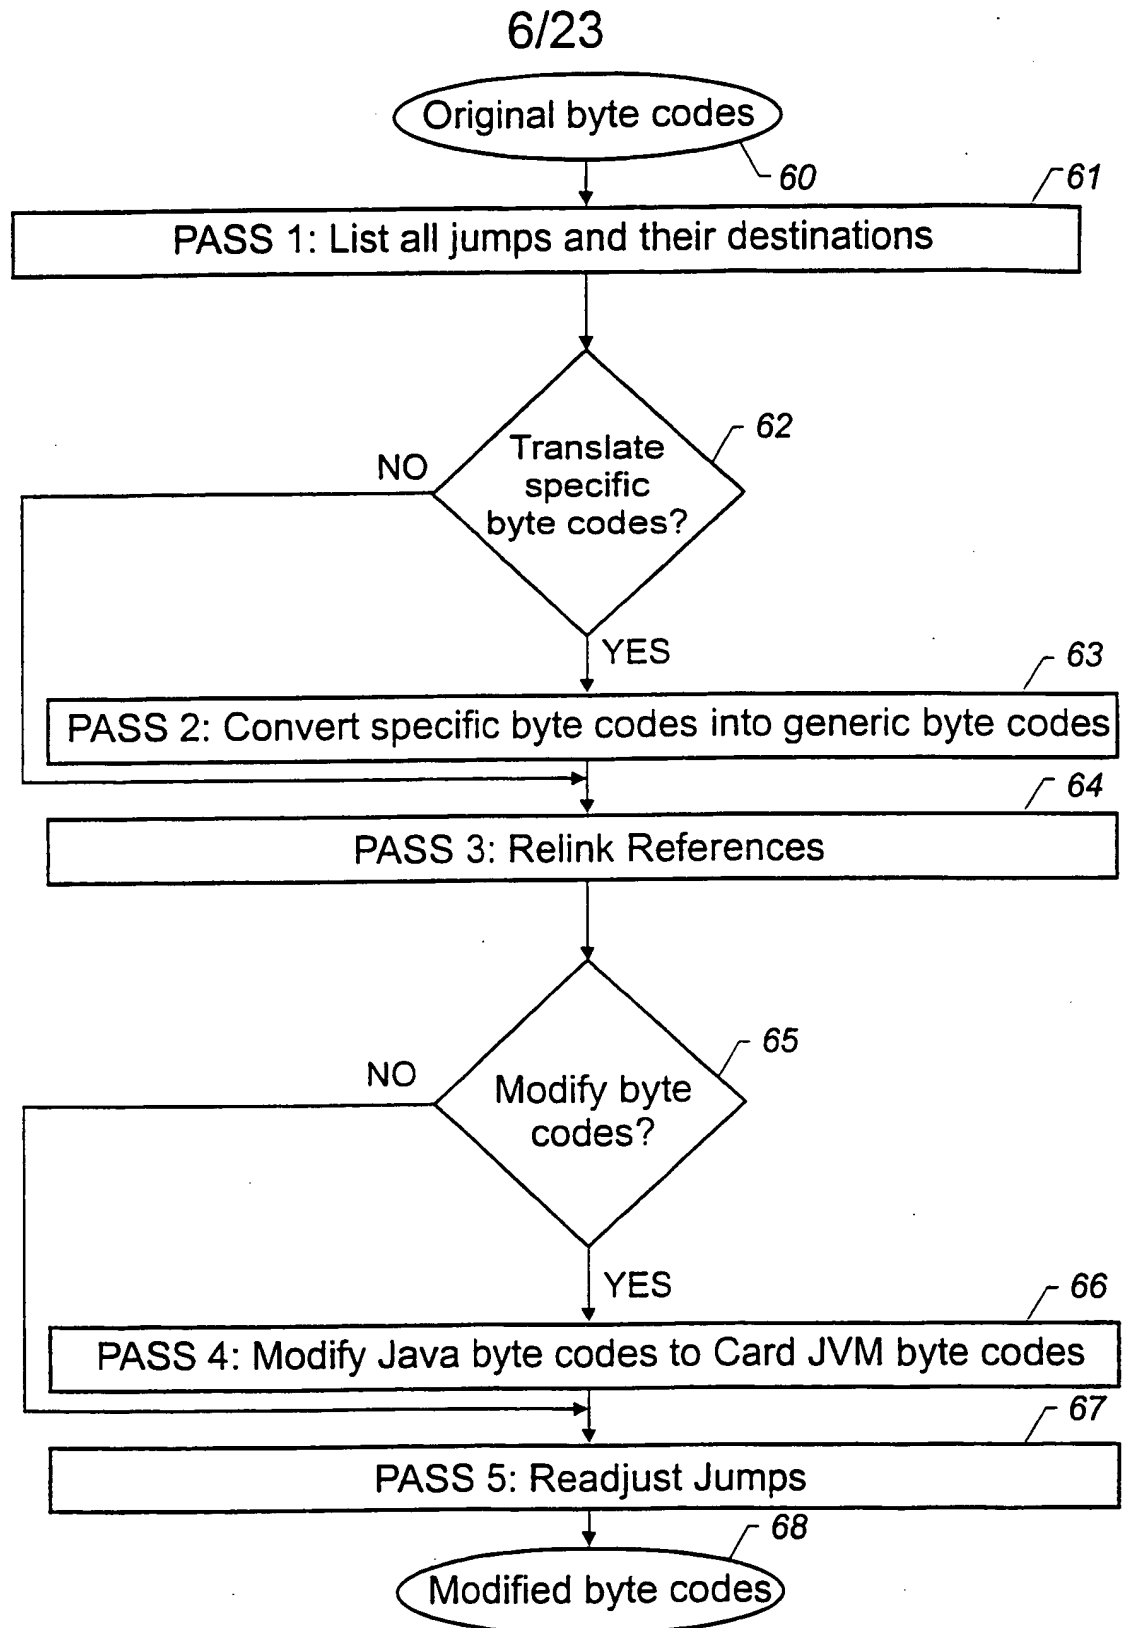 6/23
Original byte codes
60
61
PASS 1: List all jumps and their destinations
62
Translate
specific
byte codes?
NO
YES
63
PASS 2: Convert specific byte codes into generic byte codes
64
PASS 3: Relink References
65
NO
Modify byte
codes?
YES
66
PASS 4: Modify Java byte codes to Card JVM byte codes
67
PASS 5: Readjust Jumps
68
Modified byte codes